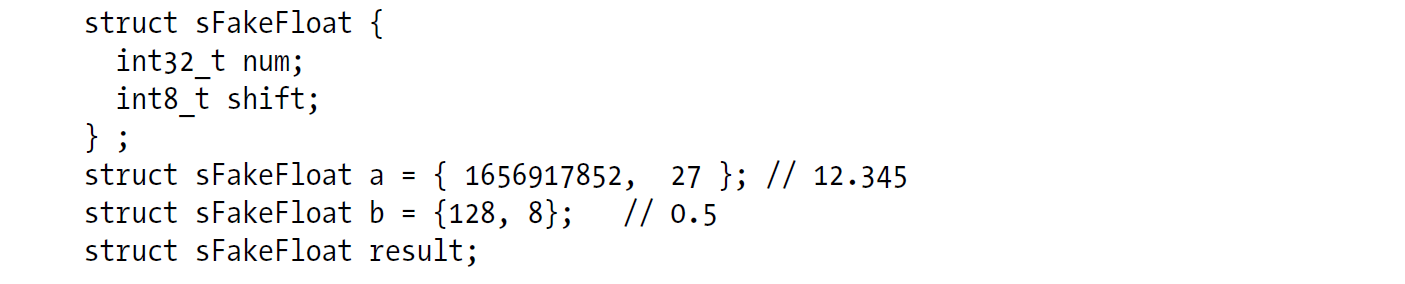 struct sFakeFloat {
int32_t num;
int8_t shift;
} ;
struct sFakeFloat a = { 1656917852, 27 }; // 12.345
struct sFakeFloat b = {128, 8}; // 0.5
struct sFakeFloat result;